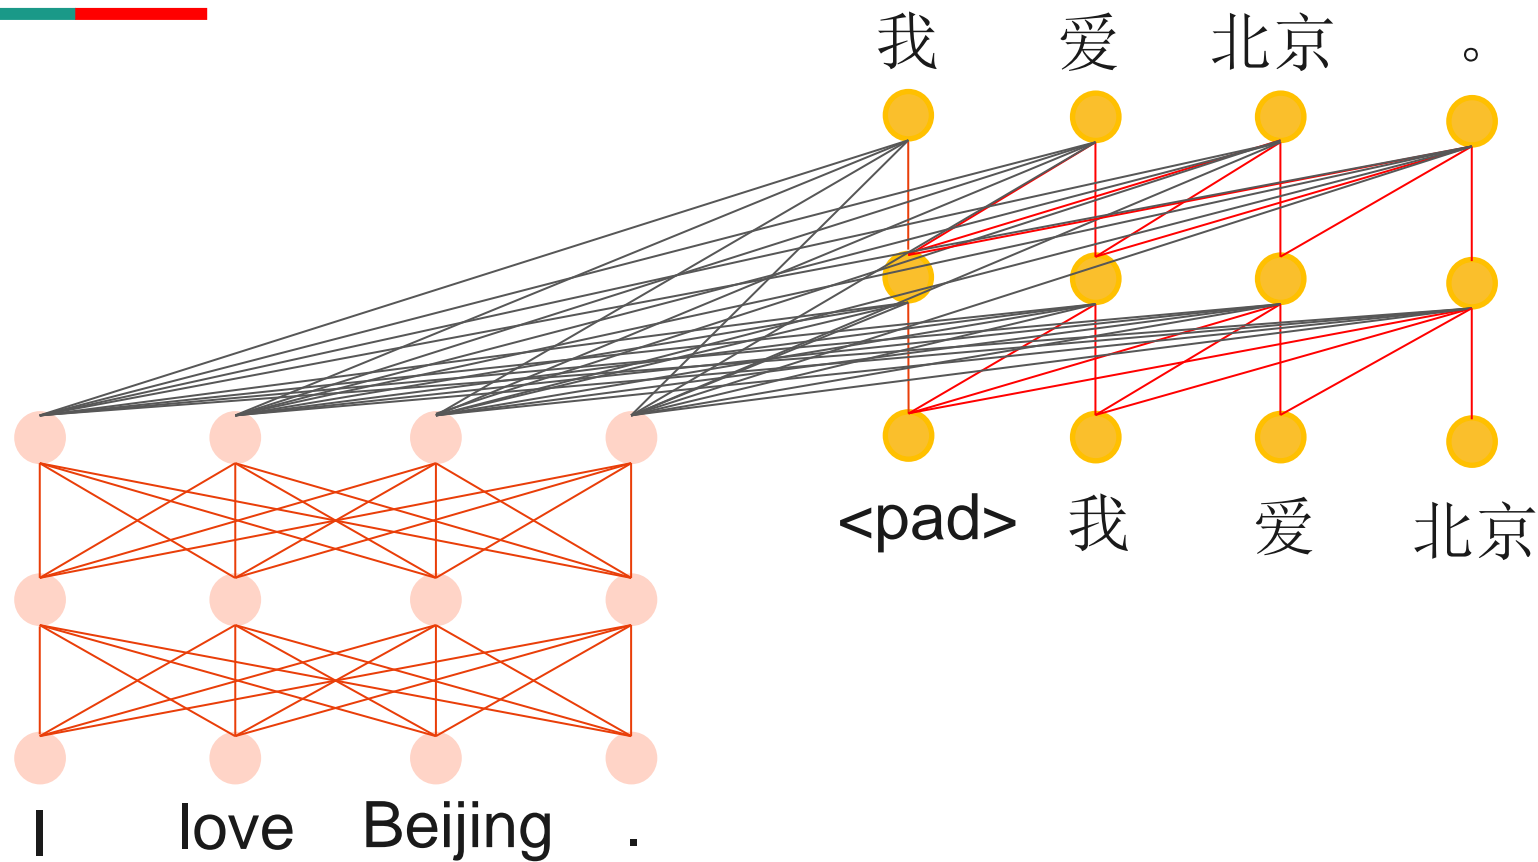 我 爱 北京 。
<pad> 我 爱 北京
I love Beijing .